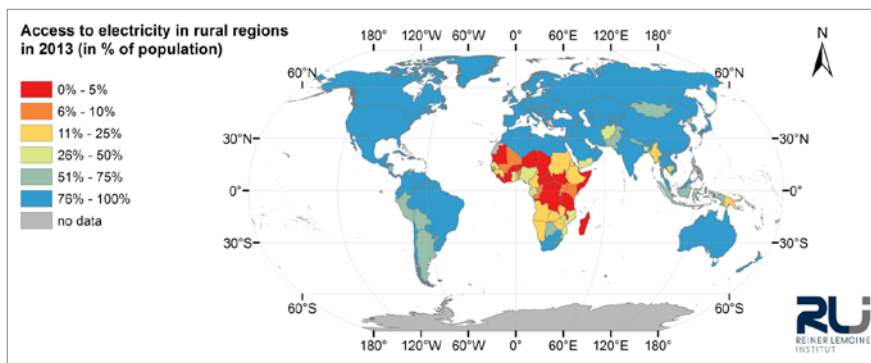 Access to electricity in rural regions
in 2013 (in % of population)
0% - 5%
6% - 10%
11% - 25%
26% - 50%
51% - 75%
76% - 100%
no data
180° 120°W 60°W 0° 60°E 120°E 180°
N
60°N 60°N
30°N 30°N
0° 0°
30°S 30°S
60°S 60°S
180° 120°W 60°W 0° 60°E 120°E 180°
RLI
REINER LEMOINE
INSTITUT